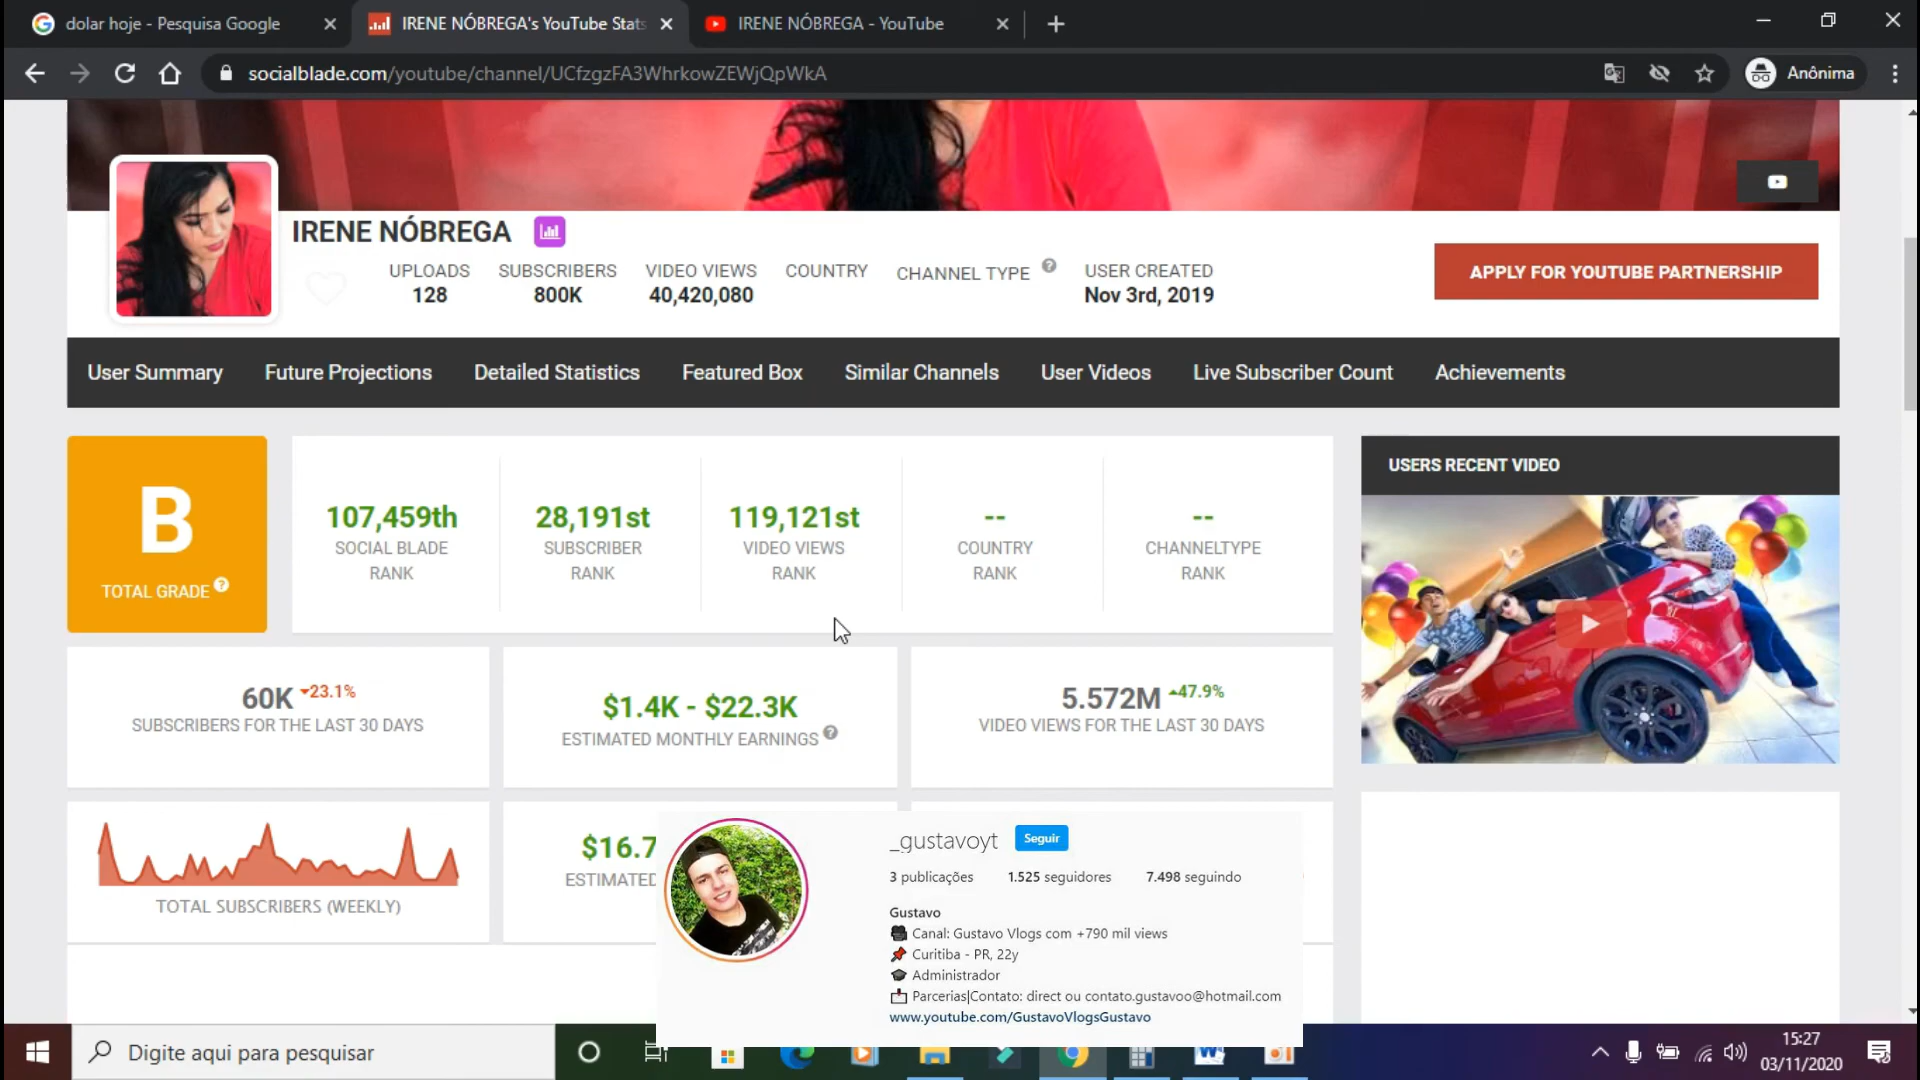 dolar hoje - Pesquisa Google
IRENE NÓBREGA's YouTube Stats
IRENE NÓBREGA - YouTube
socialblade.com/youtube/channel/UCfzgzFA3WhrkowZEWjQpWkA
Anônima
IRENE NÓBREGA
UPLOADS
128
SUBSCRIBERS
800K
VIDEO VIEWS
40,420,080
COUNTRY
CHANNEL TYPE
USER CREATED
Nov 3rd, 2019
APPLY FOR YOUTUBE PARTNERSHIP
User Summary
Future Projections
Detailed Statistics
Featured Box
Similar Channels
User Videos
Live Subscriber Count
Achievements
B
TOTAL GRADE
107,459th
SOCIAL BLADE
RANK
28,191st
SUBSCRIBER
RANK
119,121st
VIDEO VIEWS
RANK
--
COUNTRY
RANK
--
CHANNELTYPE
RANK
USERS RECENT VIDEO
60K 23.1%
SUBSCRIBERS FOR THE LAST 30 DAYS
$1.4K - $22.3K
ESTIMATED MONTHLY EARNINGS
5.572M 47.9%
VIDEO VIEWS FOR THE LAST 30 DAYS
TOTAL SUBSCRIBERS (WEEKLY)
$16.7
ESTIMATED
_gustavoyt
Seguir
3 publicações
1.525 seguidores
7.498 seguindo
Gustavo
Canal: Gustavo Vlogs com +790 mil views
Curitiba - PR, 22y
Administrador
Parcerias|Contato: direct ou contato.gustavoo@hotmail.com
www.youtube.com/GustavoVlogsGustavo
Digite aqui para pesquisar
15:27
03/11/2020